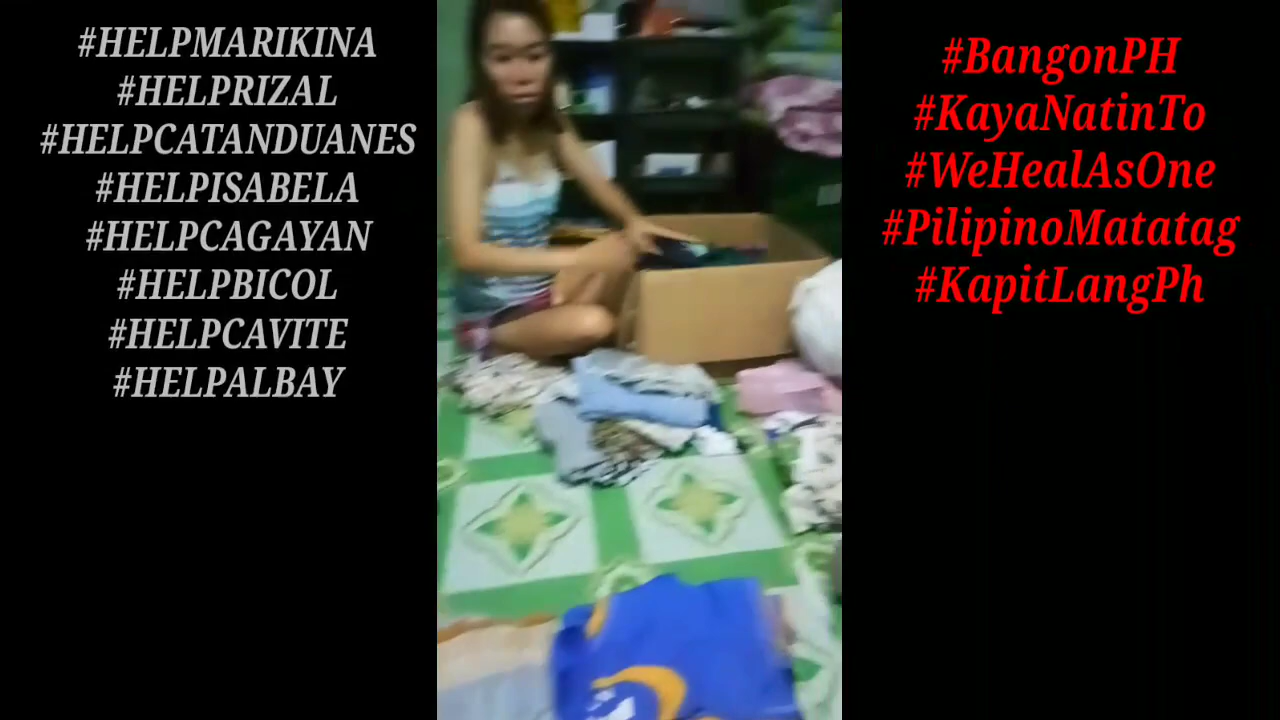 #HELPMARIKINA
#HELPRIZAL
#HELPCATANDUANES
#HELPISABELA
#HELPCAGAYAN
#HELPBICOL
#HELPCAVITE
#HELPALBAY
#BangonPH
#KayaNatinTo
#WeHealAsOne
#PilipinoMatatag
#KapitLangPh